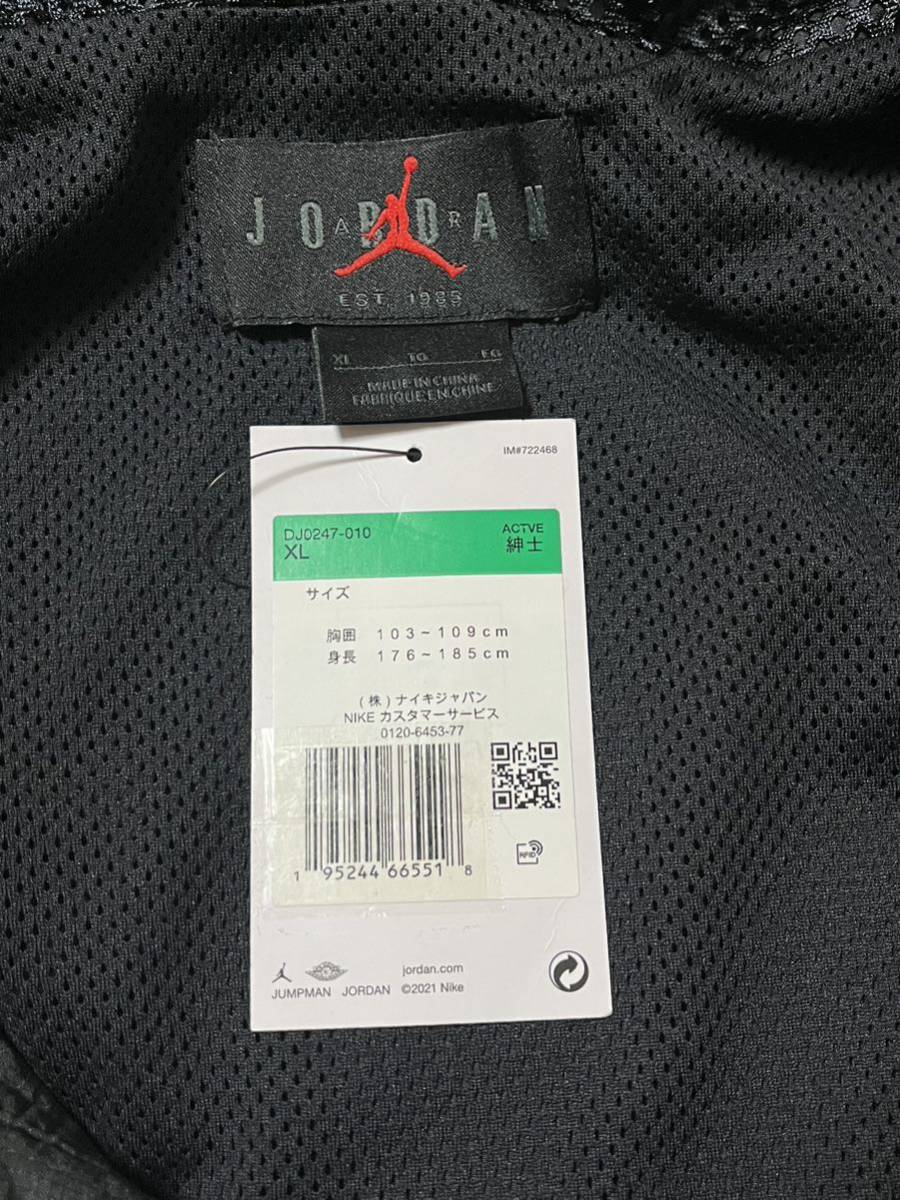 JORDAN
AIR
EST. 1985
XL TG EG
MADE IN CHINA
FABRIQUE EN CHINE
IM#722468
DJ0247-010 ACTVE
XL 紳士
サイズ
胸囲 103~109cm
身長 176~185cm
(株)ナイキジャパン
NIKE カスタマーサービス
0120-6453-77
1 95244 66551 8
RFID
jordan.com
JUMPMAN JORDAN ©2021 Nike